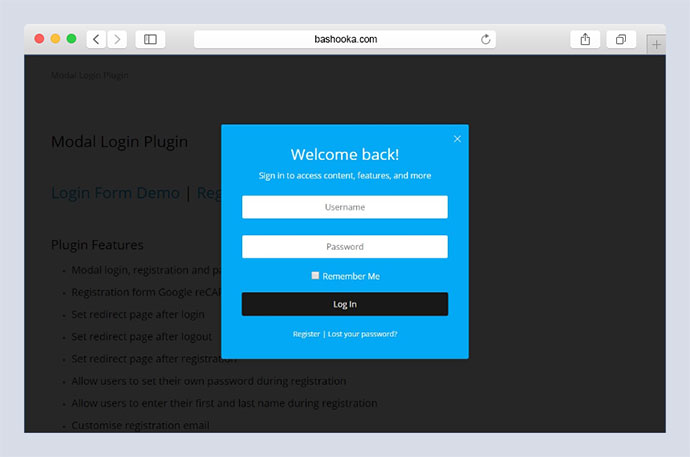 bashooka.com
Modal Login Plugin
Modal Login Plugin
Login Form Demo | Reg
Plugin Features
Modal login, registration and pa
Registration form Google reCAP
Set redirect page after login
Set redirect page after logout
Set redirect page after registration
Allow users to set their own password during registration
Allow users to enter their first and last name during registration
Customise registration email
Welcome back!
Sign in to access content, features, and more
Username
Password
Remember Me
Log In
Register | Lost your password?